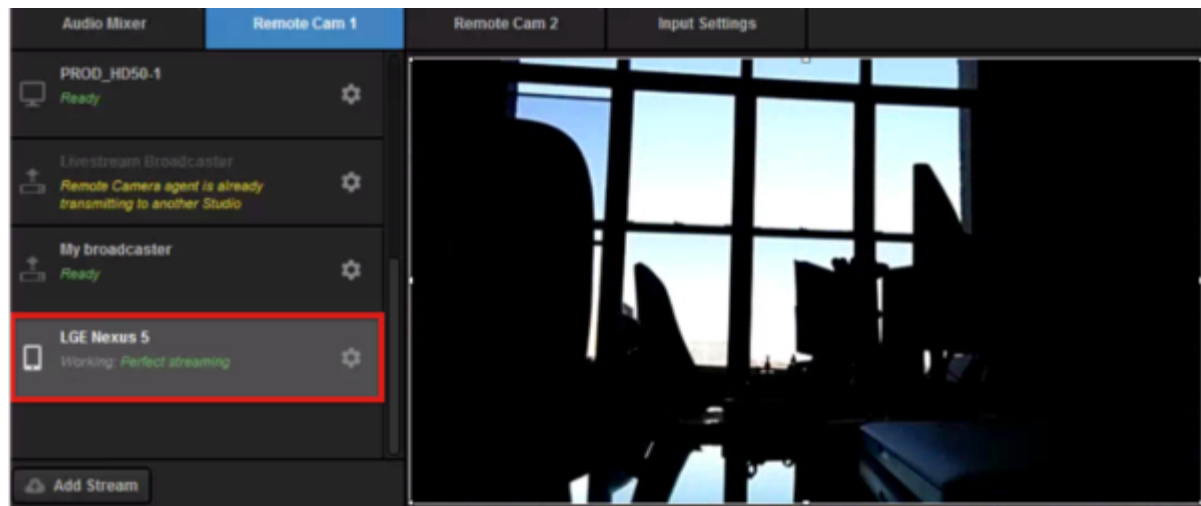 Audio Mixer
Remote Cam 1
Remote Cam 2
Input Settings
PROD_HD50-1
Ready
Livestream Broadcaster
Remote Camera agent is already
transmitting to another Studio
My broadcaster
Ready
LGE Nexus 5
Working: Perfect streaming
Add Stream